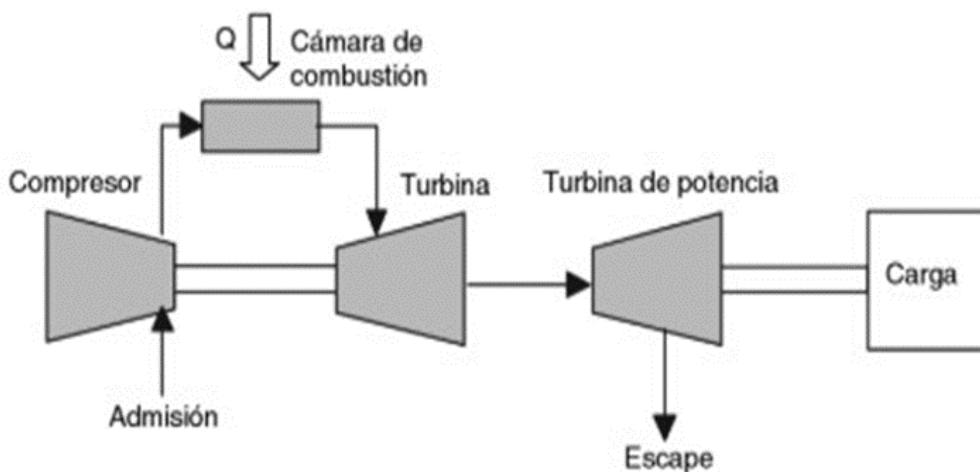 Q
Cámara de
combustión
Compresor
Turbina
Turbina de potencia
Carga
Admisión
Escape